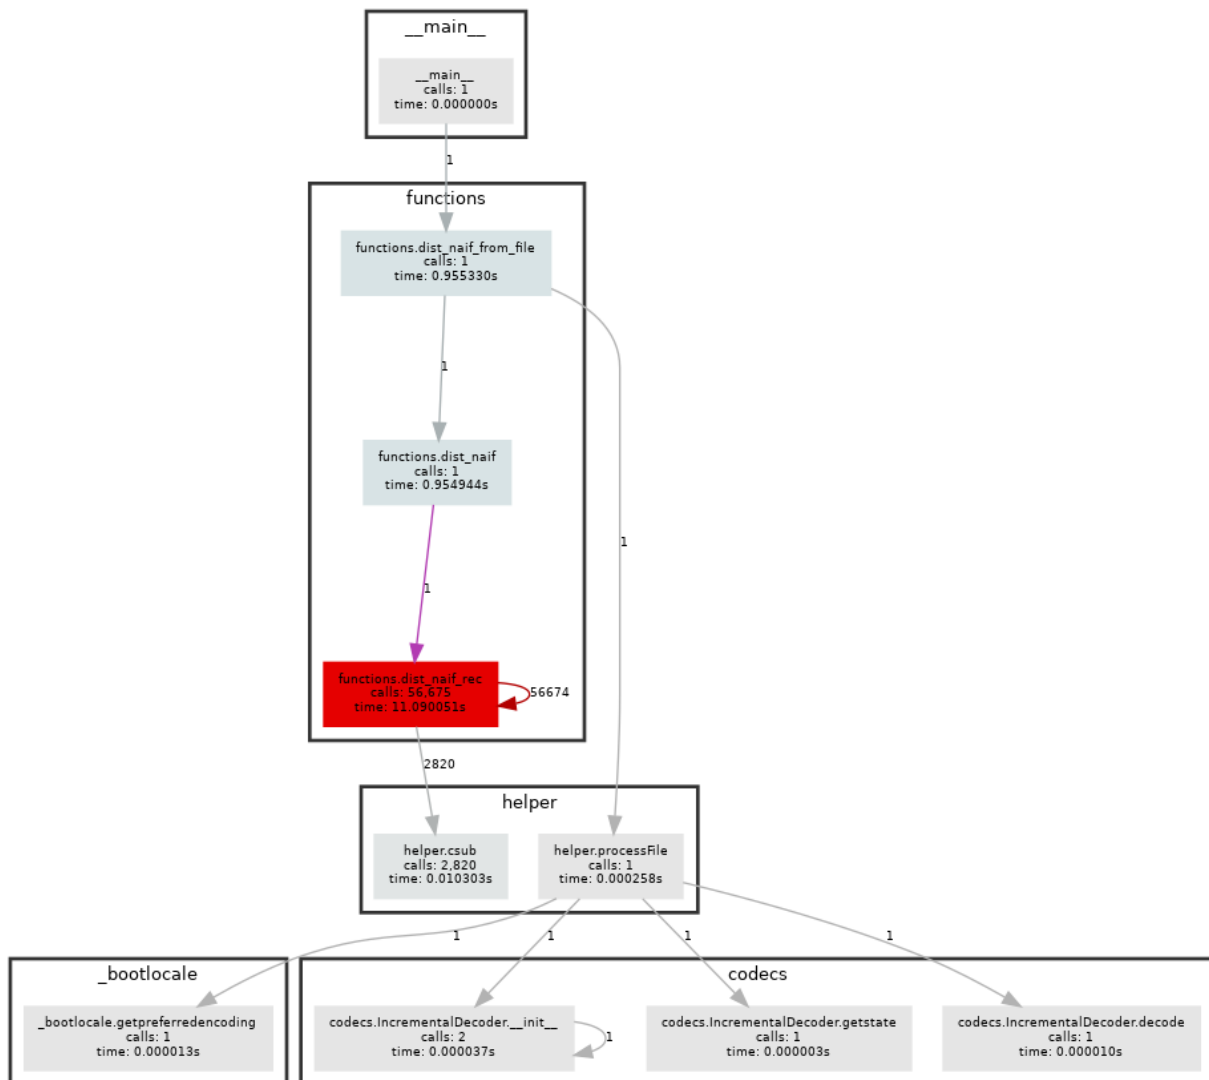 __main__
__main__
calls: 1
time: 0.000000s
1
functions
functions.dist_naif_from_file
calls: 1
time: 0.955330s
1
functions.dist_naif
calls: 1
time: 0.954944s
1
1
functions.dist_naif_rec
calls: 56,675
time: 11.090051s
56674
2820
helper
helper.csub
calls: 2,820
time: 0.010303s
helper.processFile
calls: 1
time: 0.000258s
1
1
1
1
_bootlocale
_bootlocale.getpreferredencoding
calls: 1
time: 0.000013s
codecs
codecs.IncrementalDecoder.__init__
calls: 2
time: 0.000037s
1
codecs.IncrementalDecoder.getstate
calls: 1
time: 0.000003s
codecs.IncrementalDecoder.decode
calls: 1
time: 0.000010s